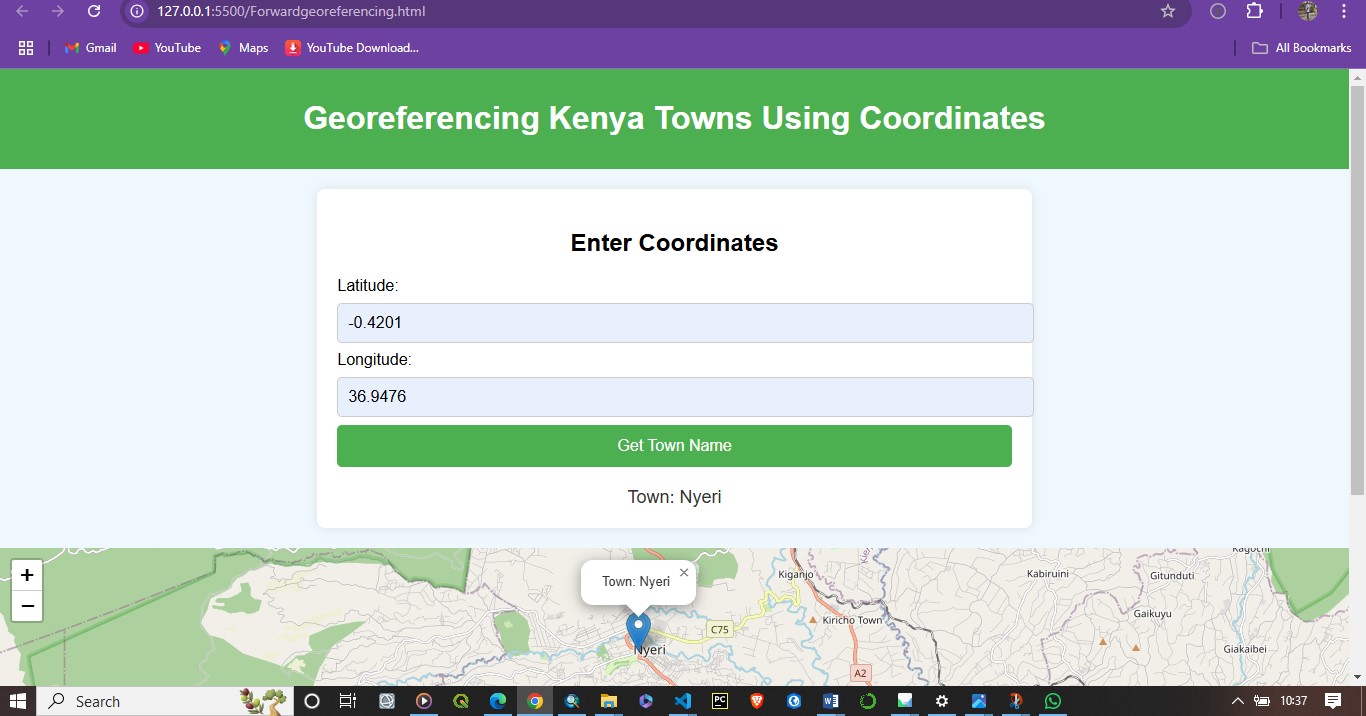 127.0.0.1:5500/Forwardgeoreferencing.html
Gmail
YouTube
Maps
YouTube Download...
All Bookmarks
Georeferencing Kenya Towns Using Coordinates
Enter Coordinates
Latitude:
-0.4201
Longitude:
36.9476
Get Town Name
Town: Nyeri
+
−
Town: Nyeri
×
Kiganjo
Kabiruini
Gitunduti
Gaikuyu
Kiricho Town
C75
Nyeri
Giakaibei
A2
Search
PC
10:37